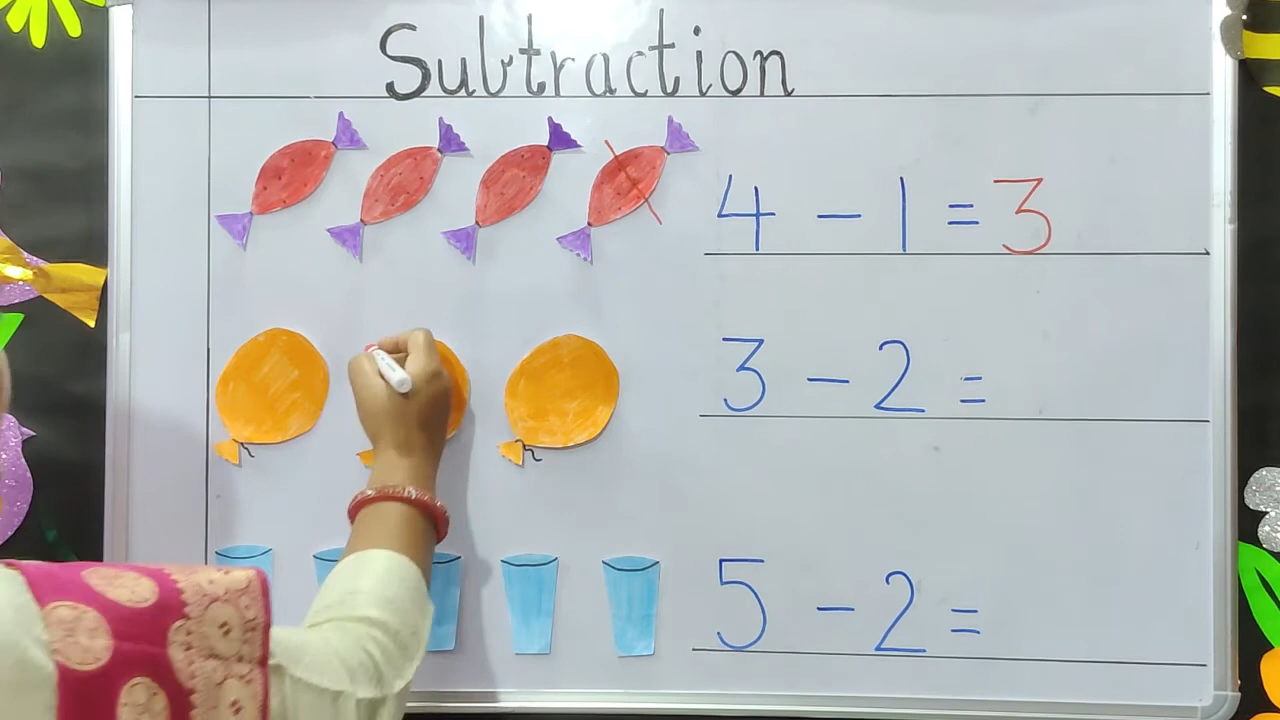 Subtraction
4 - 1 = 3
3 - 2 =
5 - 2 =